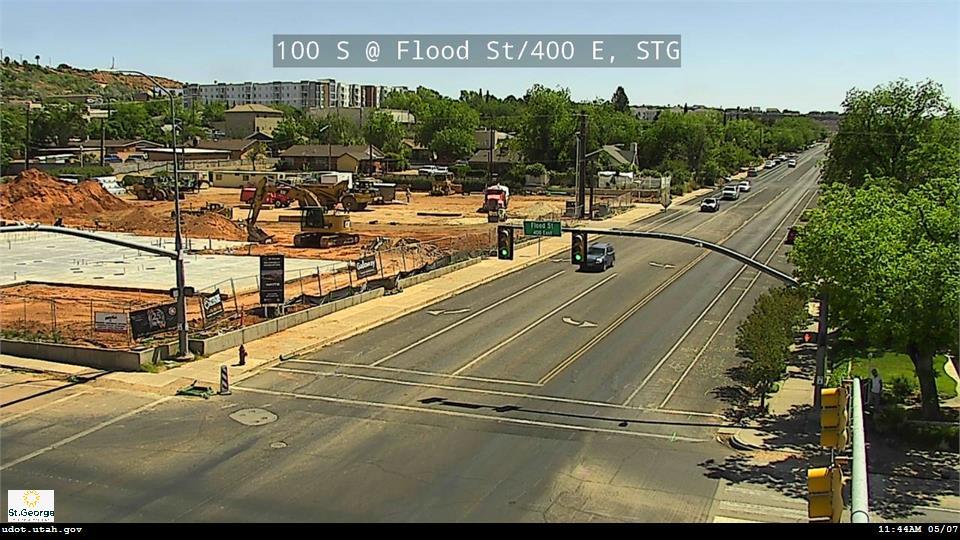 100 S @ Flood St/400 E, STG
Flood St
400 East
St.George
udot.utah.gov
11:44AM 05/07